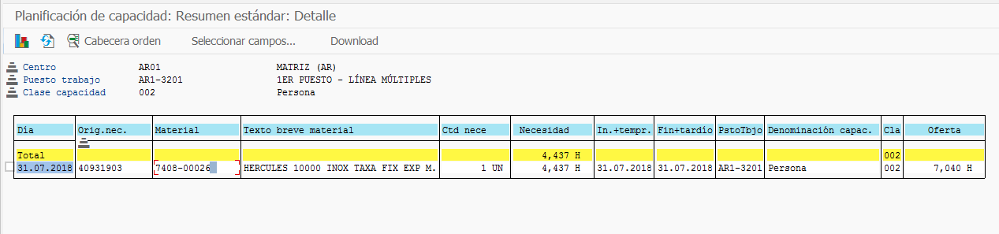 Planificación de capacidad: Resumen estándar: Detalle
Cabecera orden Seleccionar campos... Download
Centro AR01 MATRIZ (AR)
Puesto trabajo AR1-3201 1ER PUESTO - LÍNEA MÚLTIPLES
Clase capacidad 002 Persona
Día Orig.nec. Material Texto breve material Ctd nece Necesidad In.+tempr. Fin+tardío PstoTbjo Denominación capac. Cla Oferta
Total 4,437 H 002
31.07.2018 40931903 7408-00026 HERCULES 10000 INOX TAXA FIX EXP M. 1 UN 4,437 H 31.07.2018 31.07.2018 AR1-3201 Persona 002 7,040 H